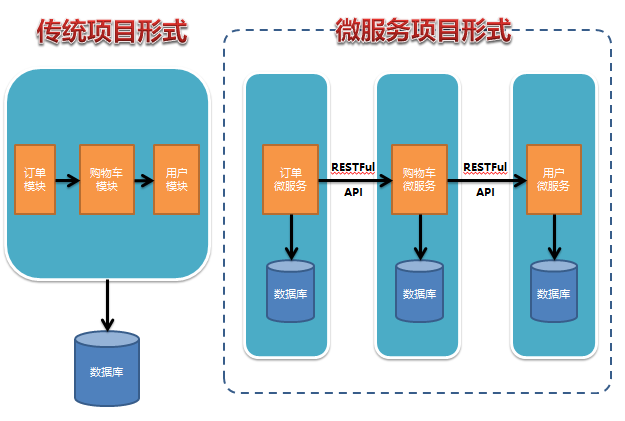 传统项目形式
订单
模块
购物车
模块
用户
模块
数据库
微服务项目形式
订单
微服务
RESTFul
API
购物车
微服务
RESTFul
API
用户
微服务
数据库
数据库
数据库